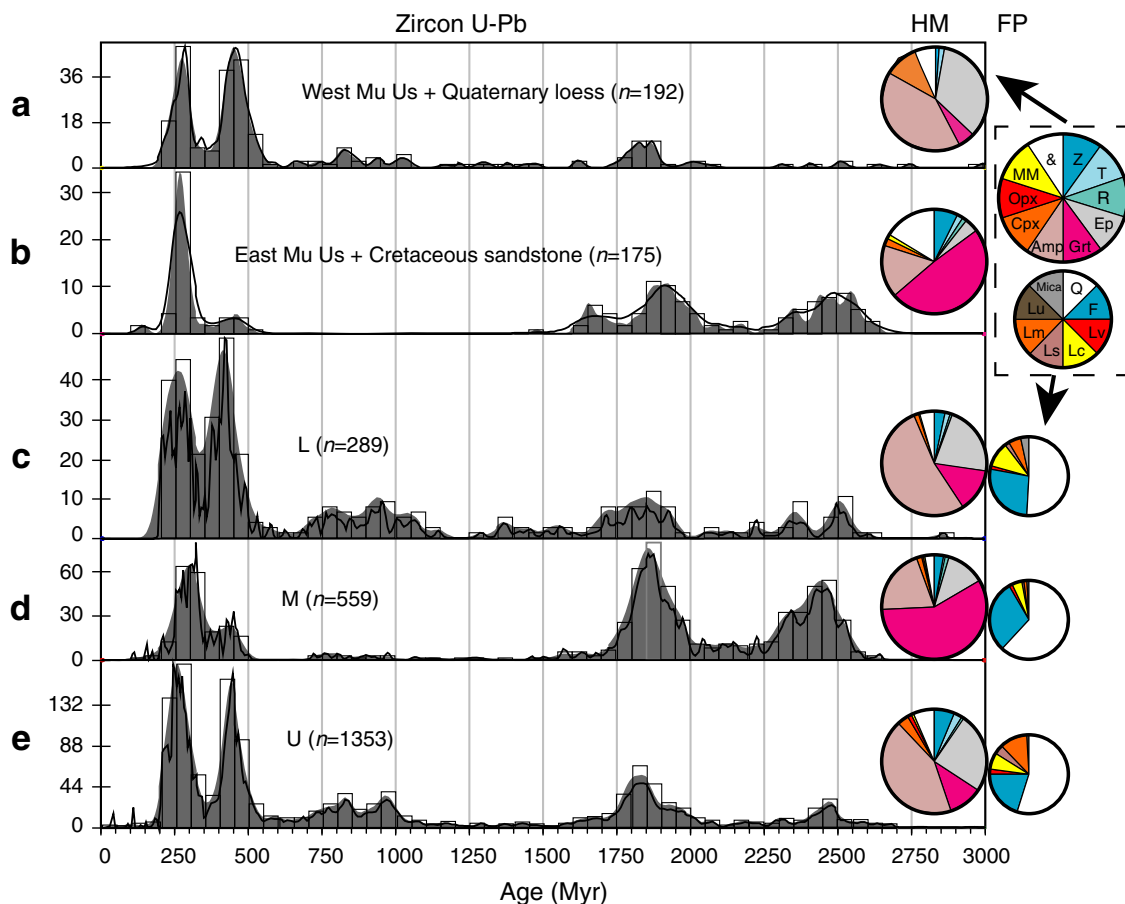 Zircon U-Pb HM FP
a
36
18
0
West Mu Us + Quaternary loess (n=192)
& Z
MM T
Opx R
Cpx Ep
Amp Grt
b
30
20
10
0
East Mu Us + Cretaceous sandstone (n=175)
Mica Q
Lu F
Lm Lv
Ls Lc
c
40
30
20
10
0
L (n=289)
d
60
30
0
M (n=559)
e
132
88
44
0
U (n=1353)
0 250 500 750 1000 1250 1500 1750 2000 2250 2500 2750 3000
Age (Myr)